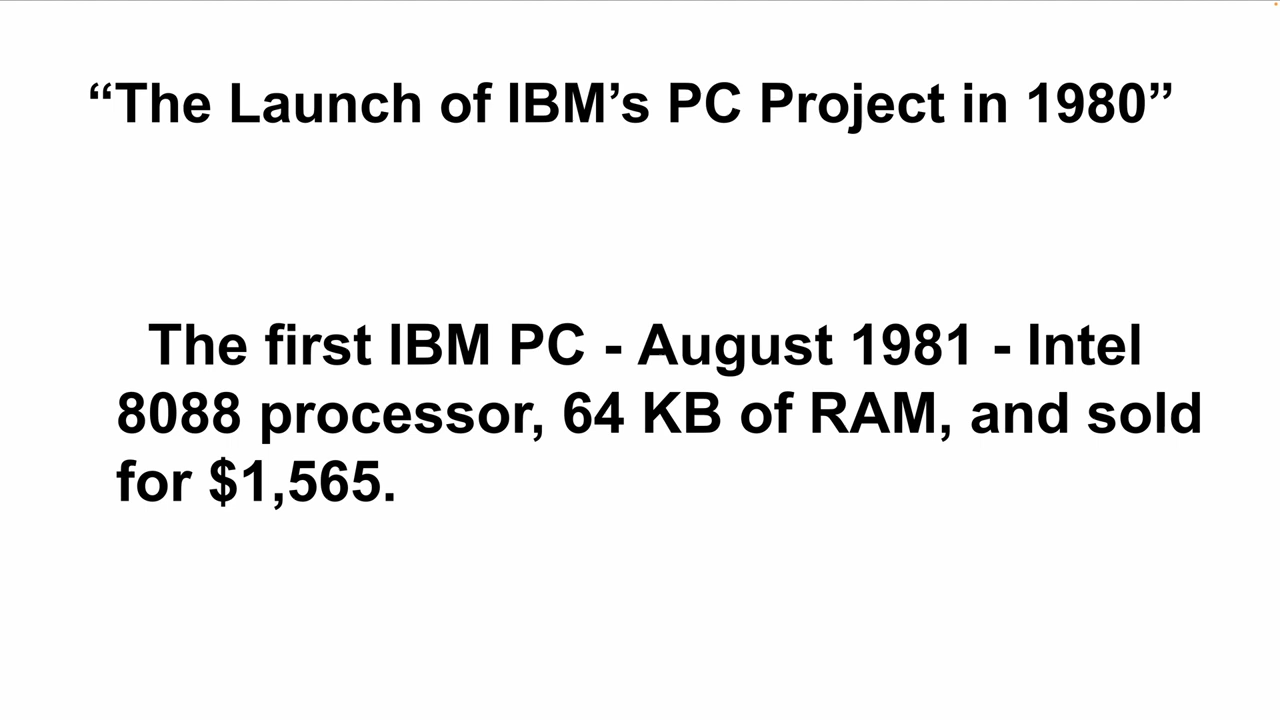 “The Launch of IBM’s PC Project in 1980”
The first IBM PC - August 1981 - Intel
8088 processor, 64 KB of RAM, and sold
for $1,565.